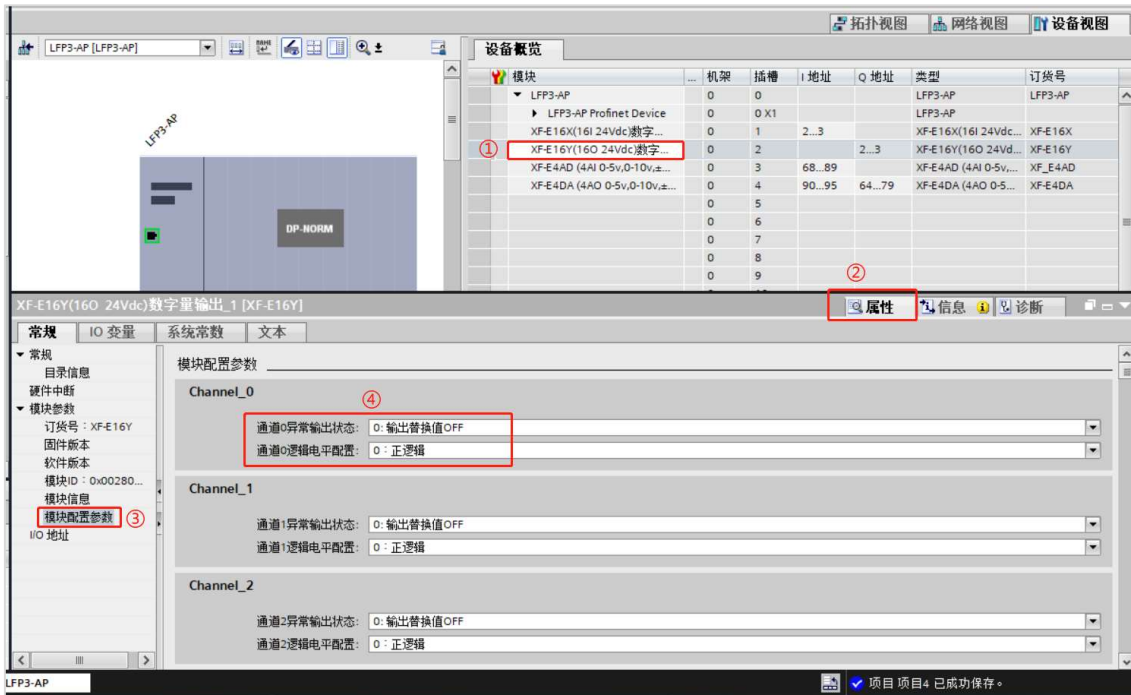 拓扑视图 网络视图 设备视图
LFP3-AP [LFP3-AP]
设备概览
模块 ... 机架 插槽 I 地址 Q 地址 类型 订货号
LFP3-AP 0 0 LFP3-AP LFP3-AP
LFP3-AP Profinet Device 0 0 X1 LFP3-AP
XF-E16X(16I 24Vdc)数字... 0 1 2...3 XF-E16X(16I 24Vdc... XF-E16X
① XF-E16Y(16O 24Vdc)数字... 0 2 2...3 XF-E16Y(16O 24Vd... XF-E16Y
XF-E4AD (4AI 0-5v,0-10v,±... 0 3 68...89 XF-E4AD (4AI 0-5v,... XF_E4AD
XF-E4DA (4AO 0-5v,0-10v,±... 0 4 90...95 64...79 XF-E4DA (4AO 0-5... XF-E4DA
0 5
0 6
0 7
0 8
0 9
LFP3-AP
DP-NORM
②
XF-E16Y(16O 24Vdc)数字量输出_1 [XF-E16Y]
属性 信息 诊断
常规 IO 变量 系统常数 文本
常规
目录信息
硬件中断
模块参数
订货号：XF-E16Y
固件版本
软件版本
模块ID：0x00280...
模块信息
模块配置参数 ③
I/O 地址
模块配置参数
Channel_0
④
通道0异常输出状态: 0: 输出替换值OFF
通道0逻辑电平配置: 0：正逻辑
Channel_1
通道1异常输出状态: 0: 输出替换值OFF
通道1逻辑电平配置: 0：正逻辑
Channel_2
通道2异常输出状态: 0: 输出替换值OFF
通道2逻辑电平配置: 0：正逻辑
LFP3-AP
项目 项目4 已成功保存。